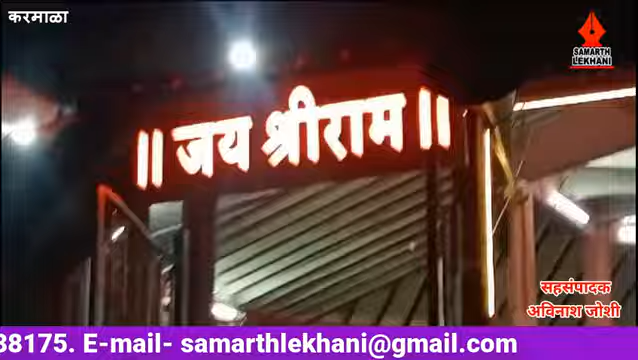 करमाळा
SAMARTH
LEKHANI
|| जय श्रीराम ||
सहसंपादक
अविनाश जोशी
38175. E-mail- samarthlekhani@gmail.com